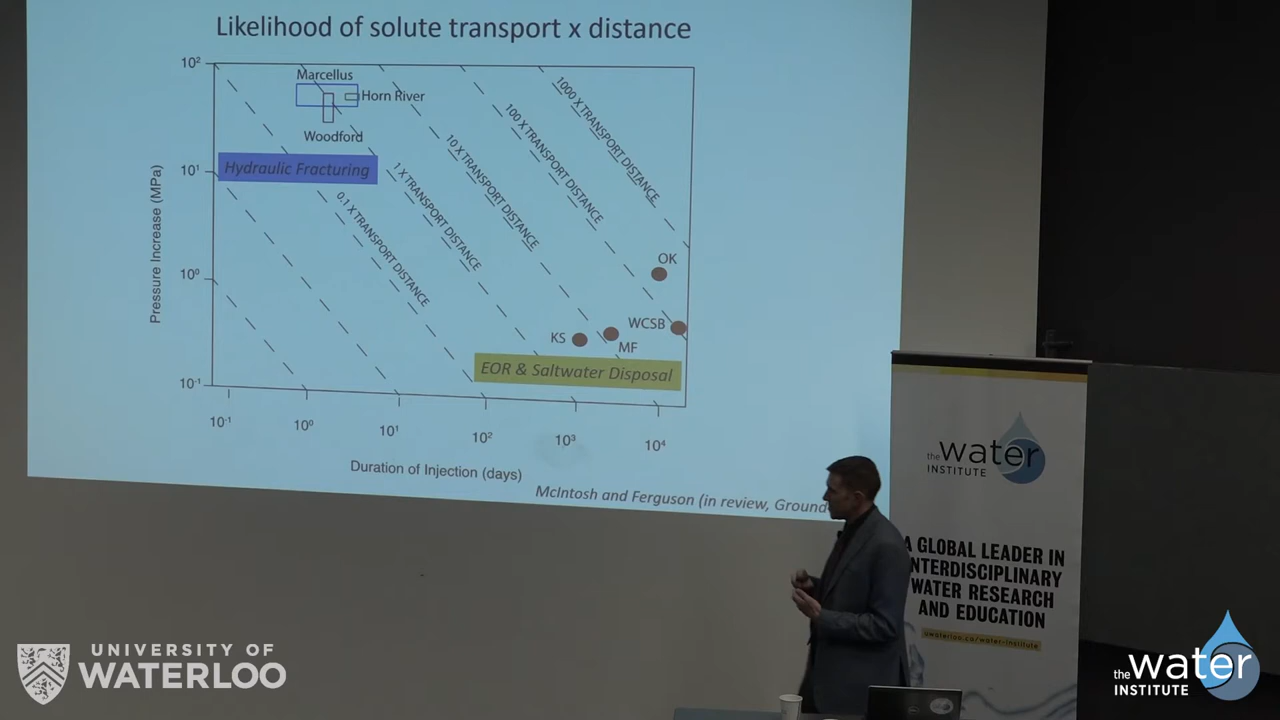 Likelihood of solute transport x distance
10²
10¹
10⁰
10⁻¹
Pressure Increase (MPa)
Marcellus
Horn River
Woodford
Hydraulic Fracturing
0.1 X TRANSPORT DISTANCE
1 X TRANSPORT DISTANCE
10 X TRANSPORT DISTANCE
100 X TRANSPORT DISTANCE
1000 X TRANSPORT DISTANCE
OK
WCSB
KS
MF
EOR & Saltwater Disposal
10⁻¹
10⁰
10¹
10²
10³
10⁴
Duration of Injection (days)
McIntosh and Ferguson (in review, Ground
the water
INSTITUTE
A GLOBAL LEADER IN
INTERDISCIPLINARY
WATER RESEARCH
AND EDUCATION
uwaterloo.ca/water-institute
UNIVERSITY OF
WATERLOO
the water
INSTITUTE